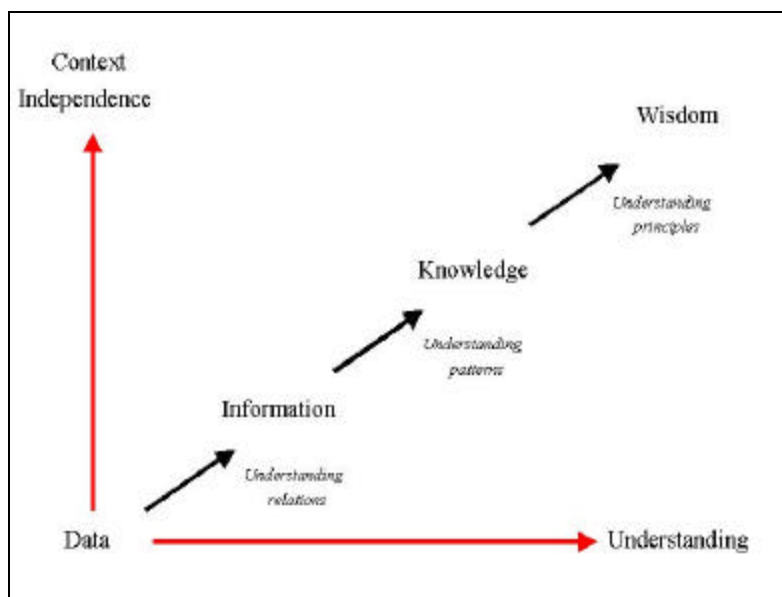 Context
Independence
Wisdom
Understanding
principles
Knowledge
Understanding
patterns
Information
Understanding
relations
Data
Understanding